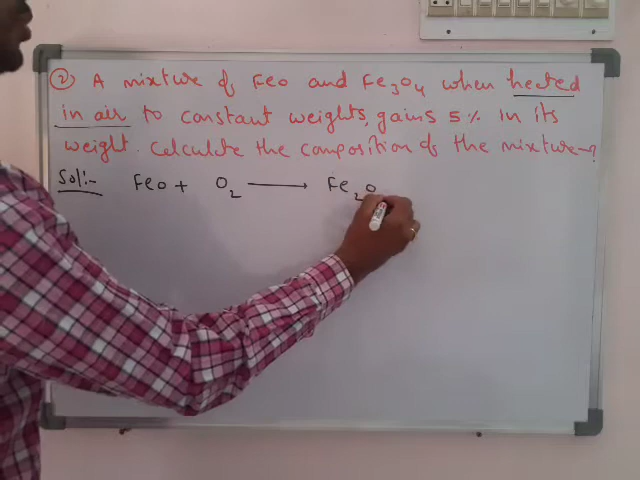 ② A mixture of FeO and Fe₃O₄ when heated
in air to constant weights, gains 5% in its
weight. Calculate the composition of the mixture-?
Sol:- FeO + O₂ → Fe₂O